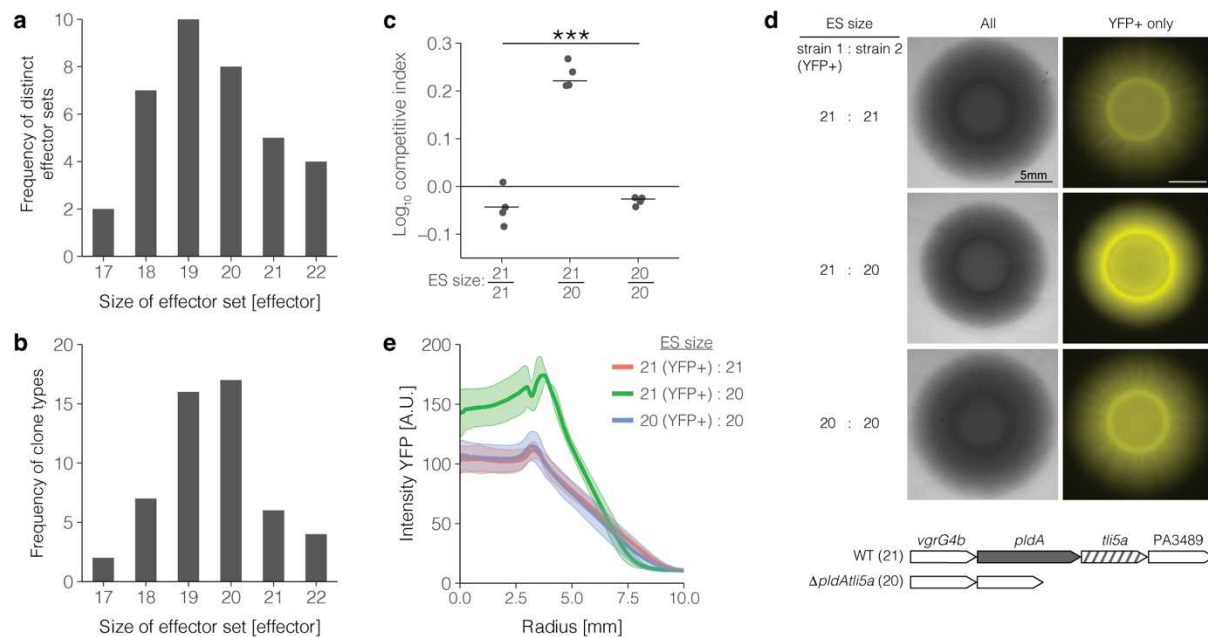 a
Frequency of distinct
effector sets
10
8
6
4
2
0
17 18 19 20 21 22
Size of effector set [effector]
b
Frequency of clone types
20
15
10
5
0
17 18 19 20 21 22
Size of effector set [effector]
c
***
Log10 competitive index
0.3
0.2
0.1
0.0
−0.1
ES size: 21/21 21/20 20/20
e
Intensity YFP [A.U.]
200
150
100
50
0
0.0 2.5 5.0 7.5 10.0
Radius [mm]
ES size
21 (YFP+) : 21
21 (YFP+) : 20
20 (YFP+) : 20
d
ES size All YFP+ only
strain 1 : strain 2
(YFP+)
21 : 21
5mm
21 : 20
20 : 20
vgrG4b pldA tli5a PA3489
WT (21)
ΔpldAtli5a (20)